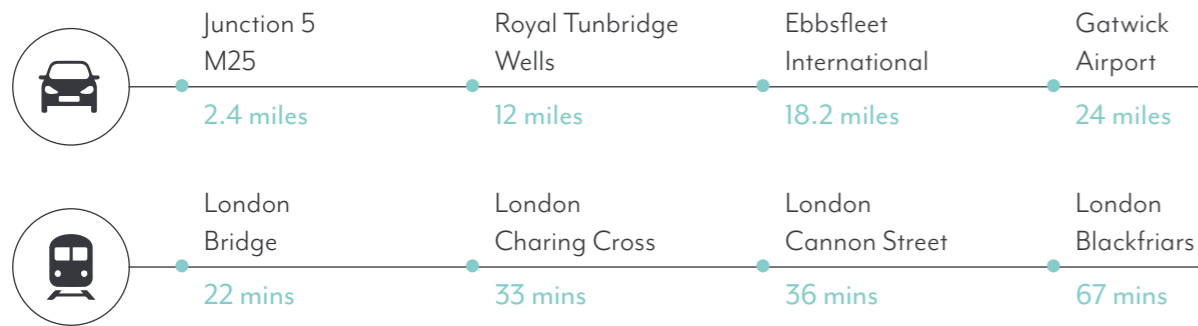 Junction 5
M25
2.4 miles
Royal Tunbridge
Wells
12 miles
Ebbsfleet
International
18.2 miles
Gatwick
Airport
24 miles
London
Bridge
22 mins
London
Charing Cross
33 mins
London
Cannon Street
36 mins
London
Blackfriars
67 mins